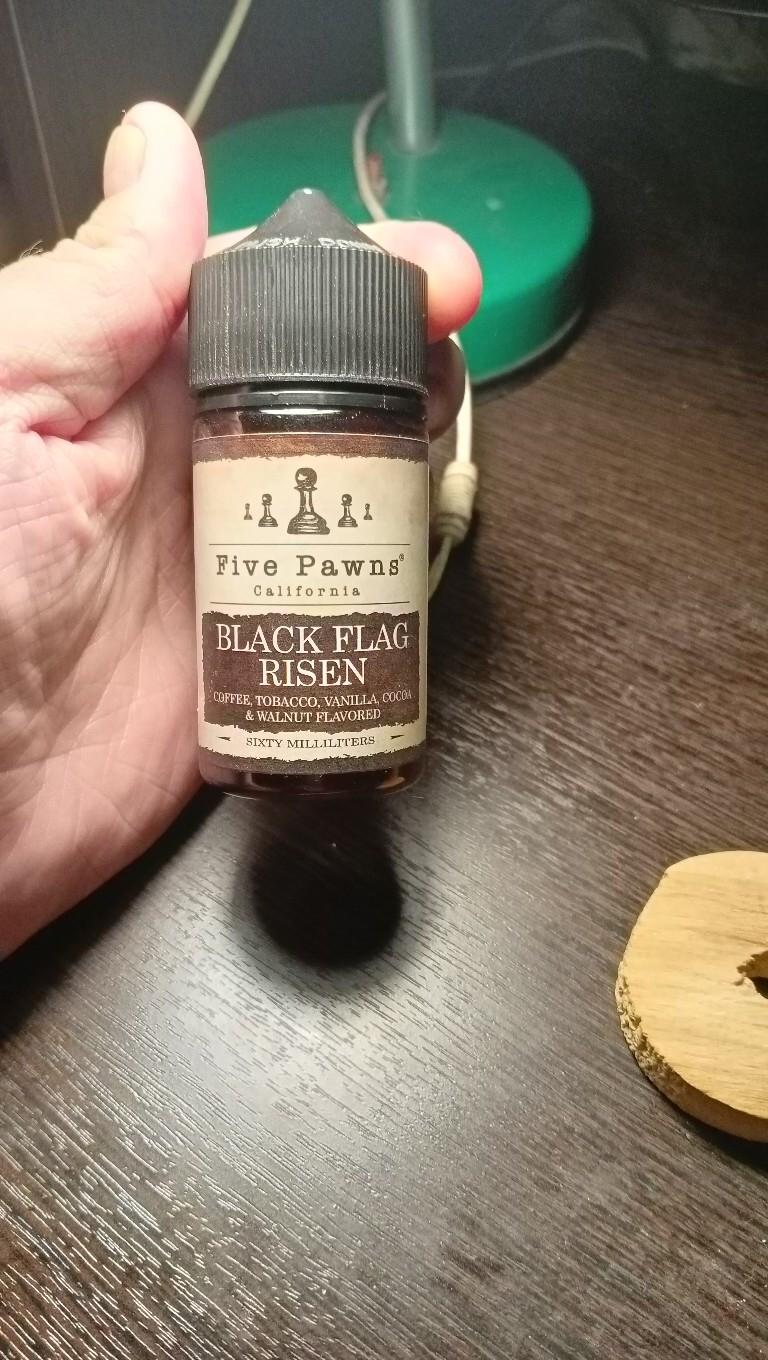 Five Pawns®
California
BLACK FLAG
RISEN
COFFEE, TOBACCO, VANILLA, COCOA
& WALNUT FLAVORED
SIXTY MILLILITERS